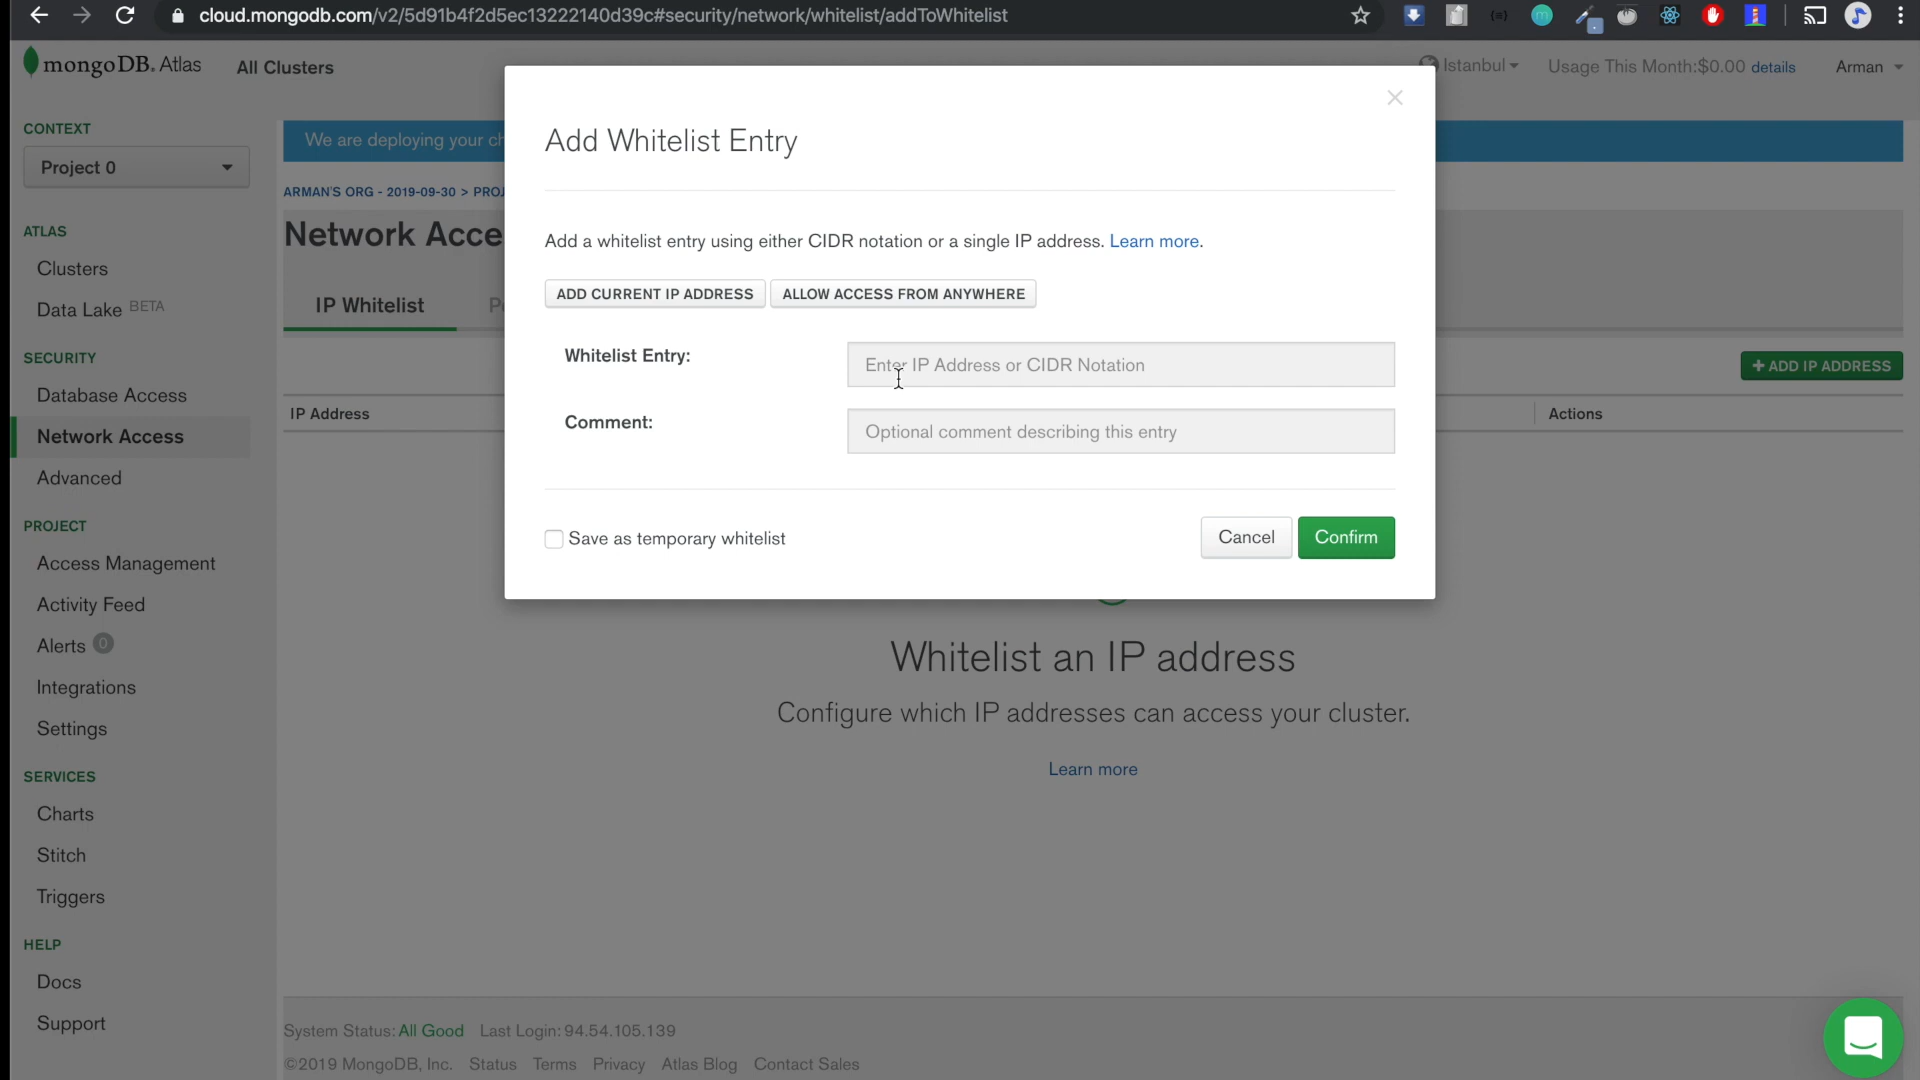 cloud.mongodb.com/v2/5d91b4f2d5ec13222140d39c#security/network/whitelist/addToWhitelist
mongoDB. Atlas
All Clusters
Istanbul
Usage This Month:$0.00 details
Arman
CONTEXT
Project 0
We are deploying your
ARMAN'S ORG - 2019-09-30 >
Network
IP Whitelist
ATLAS
Clusters
Data Lake BETA
SECURITY
Database Access
Network Access
Advanced
PROJECT
Access Management
Activity Feed
Alerts 0
Integrations
Settings
SERVICES
Charts
Stitch
Triggers
HELP
Docs
Support
Add Whitelist Entry
Add a whitelist entry using either CIDR notation or a single IP address. Learn more.
ADD CURRENT IP ADDRESS
ALLOW ACCESS FROM ANYWHERE
Whitelist Entry:
Enter IP Address or CIDR Notation
Comment:
Optional comment describing this entry
Save as temporary whitelist
Cancel
Confirm
+ ADD IP ADDRESS
IP Address
Actions
Whitelist an IP address
Configure which IP addresses can access your cluster.
Learn more
System Status: All Good Last Login: 94.54.105.139
©2019 MongoDB, Inc. Status Terms Privacy Atlas Blog Contact Sales